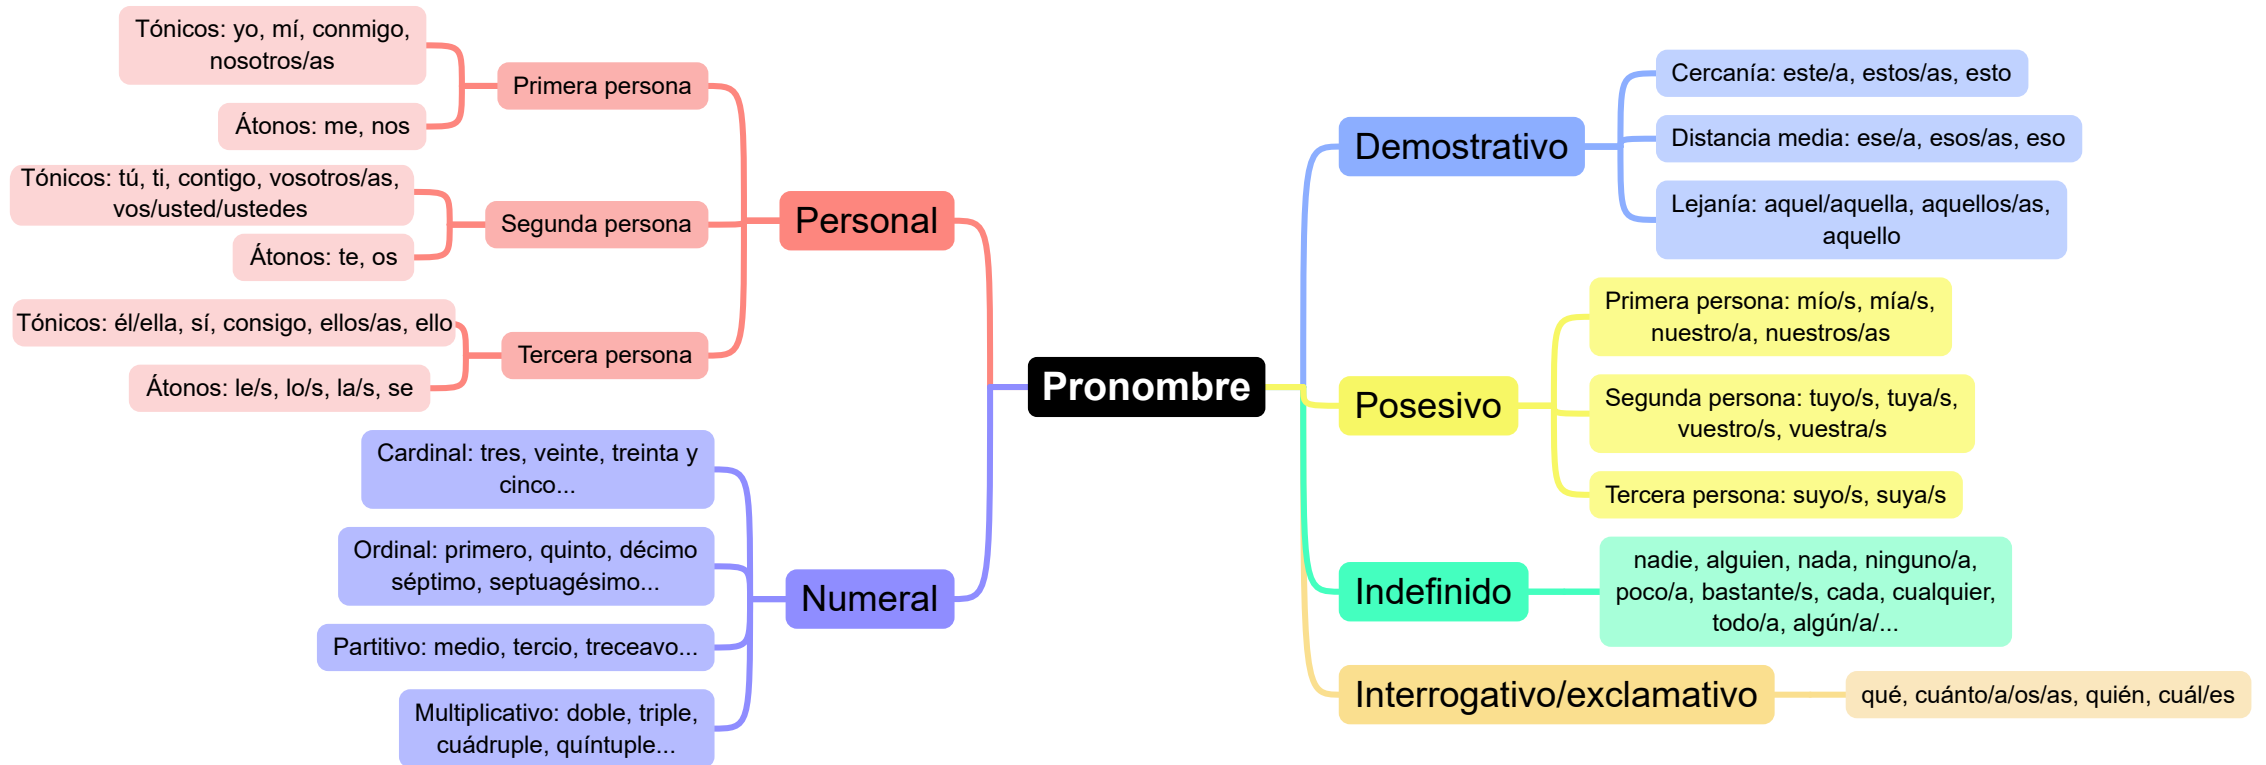 Pronombre
Personal
Primera persona
Tónicos: yo, mí, conmigo,
nosotros/as
Átonos: me, nos
Segunda persona
Tónicos: tú, ti, contigo, vosotros/as,
vos/usted/ustedes
Átonos: te, os
Tercera persona
Tónicos: él/ella, sí, consigo, ellos/as, ello
Átonos: le/s, lo/s, la/s, se
Numeral
Cardinal: tres, veinte, treinta y
cinco...
Ordinal: primero, quinto, décimo
séptimo, septuagésimo...
Partitivo: medio, tercio, treceavo...
Multiplicativo: doble, triple,
cuádruple, quíntuple...
Demostrativo
Cercanía: este/a, estos/as, esto
Distancia media: ese/a, esos/as, eso
Lejanía: aquel/aquella, aquellos/as,
aquello
Posesivo
Primera persona: mío/s, mía/s,
nuestro/a, nuestros/as
Segunda persona: tuyo/s, tuya/s,
vuestro/s, vuestra/s
Tercera persona: suyo/s, suya/s
Indefinido
nadie, alguien, nada, ninguno/a,
poco/a, bastante/s, cada, cualquier,
todo/a, algún/a/...
Interrogativo/exclamativo
qué, cuánto/a/os/as, quién, cuál/es